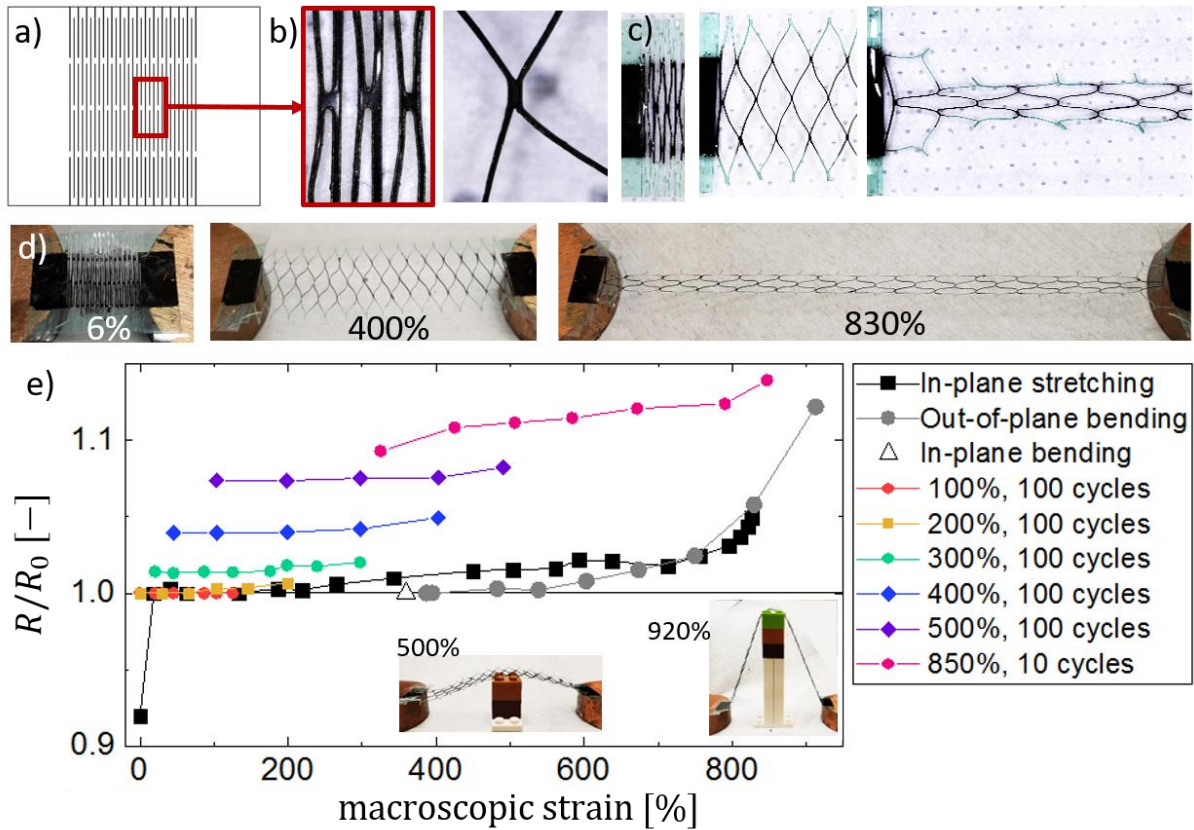 a)
b)
c)
d)
6%
400%
830%
e)
In-plane stretching
Out-of-plane bending
In-plane bending
100%, 100 cycles
200%, 100 cycles
300%, 100 cycles
400%, 100 cycles
500%, 100 cycles
850%, 10 cycles
1.1
1.0
0.9
R/R₀ [−]
500%
920%
0
200
400
600
800
macroscopic strain [%]